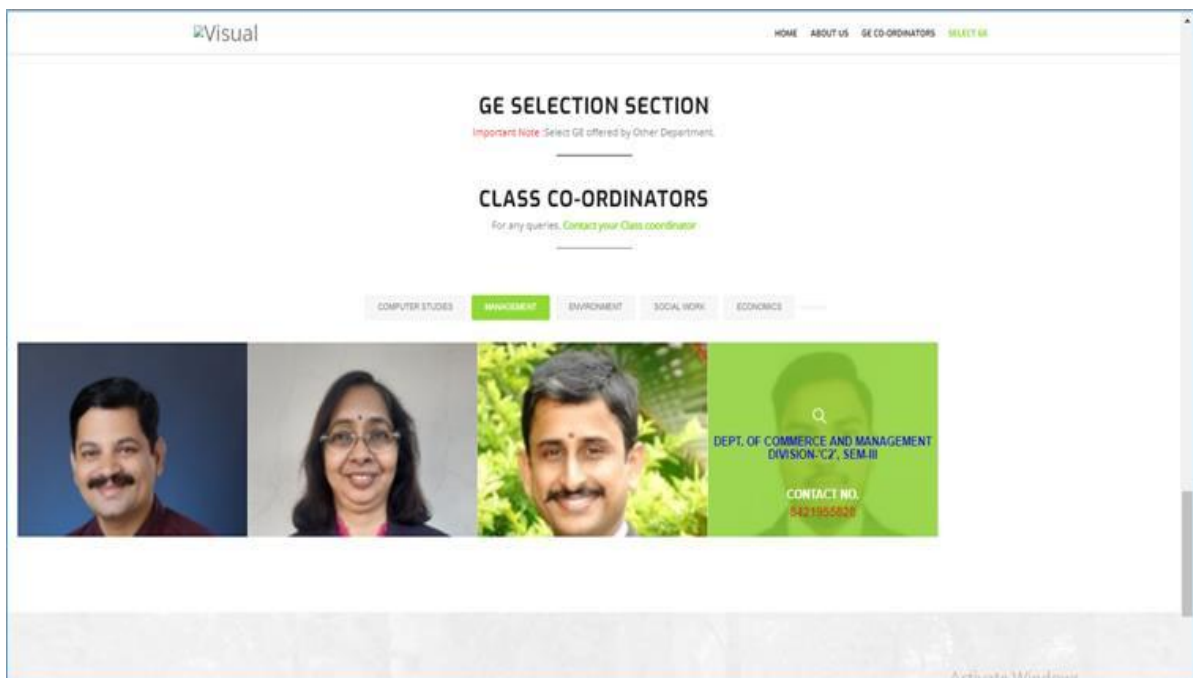 Visual
HOME ABOUT US GE CO-ORDINATORS SELECT GE
GE SELECTION SECTION
Important Note :Select GE offered by Other Department.
CLASS CO-ORDINATORS
For any queries, Contact your Class coordinator
COMPUTER STUDIES MANAGEMENT ENVIRONMENT SOCIAL WORK ECONOMICS
DEPT. OF COMMERCE AND MANAGEMENT
DIVISION-'C2', SEM-III
CONTACT NO.
Activate Windows